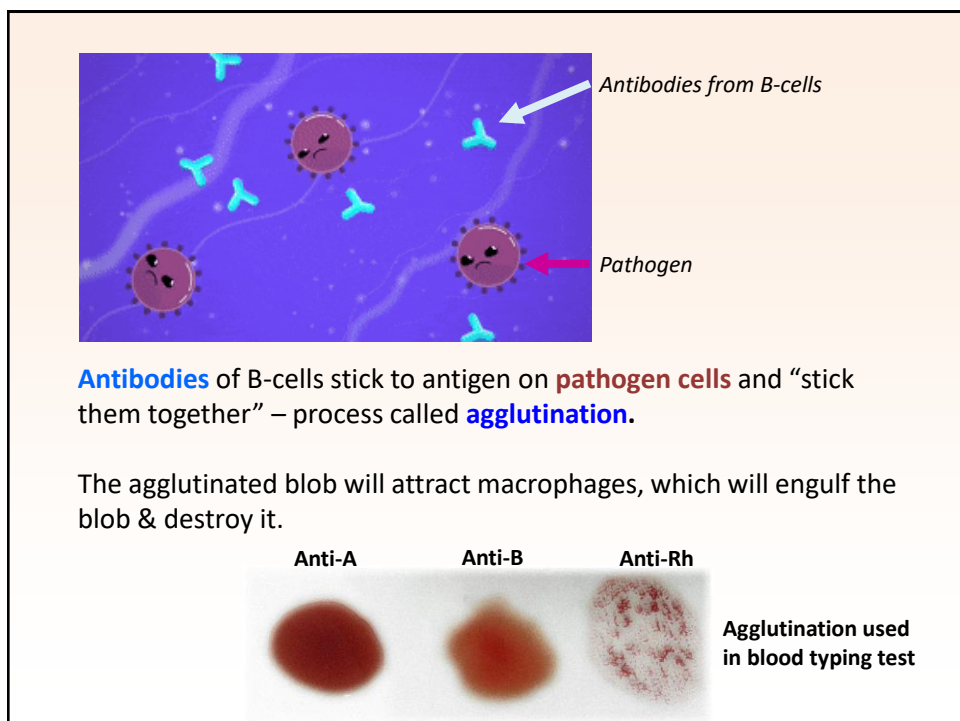 Antibodies from B-cells
Pathogen
Antibodies of B-cells stick to antigen on pathogen cells and “stick
them together” – process called agglutination.
The agglutinated blob will attract macrophages, which will engulf the
blob & destroy it.
Anti-A Anti-B Anti-Rh
Agglutination used
in blood typing test